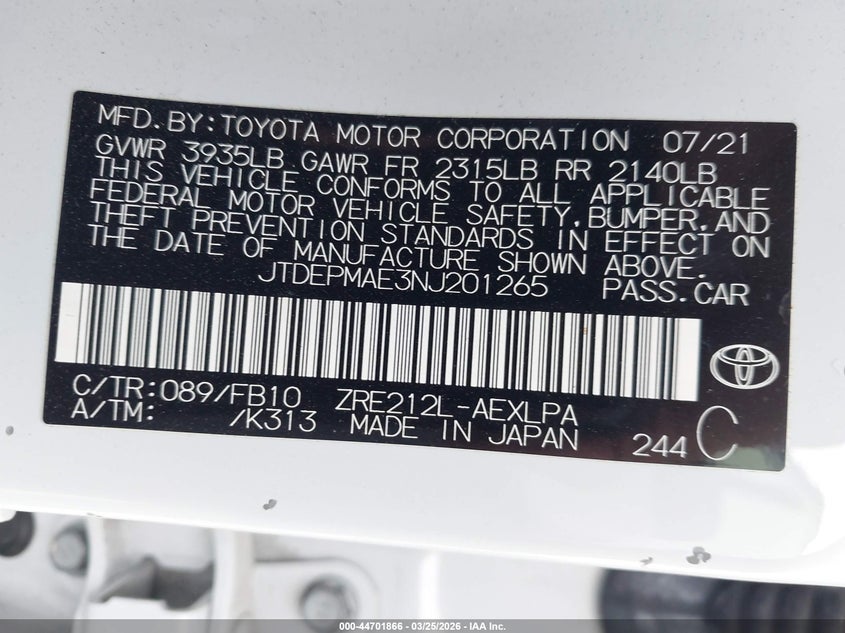 MFD.BY:TOYOTA MOTOR CORPORATION 07/21
GVWR 3935LB GAWR FR 2315LB RR 2140LB
THIS VEHICLE CONFORMS TO ALL APPLICABLE
FEDERAL MOTOR VEHICLE SAFETY,BUMPER,AND
THEFT PREVENTION STANDARDS IN EFFECT ON
THE DATE OF MANUFACTURE SHOWN ABOVE.
JTDEPMAE3NJ201265 PASS.CAR
C/TR:089/FB10 ZRE212L-AEXLPA
A/TM: /K313 MADE IN JAPAN 244 C
000-44701866 - 03/25/2026 - IAA Inc.